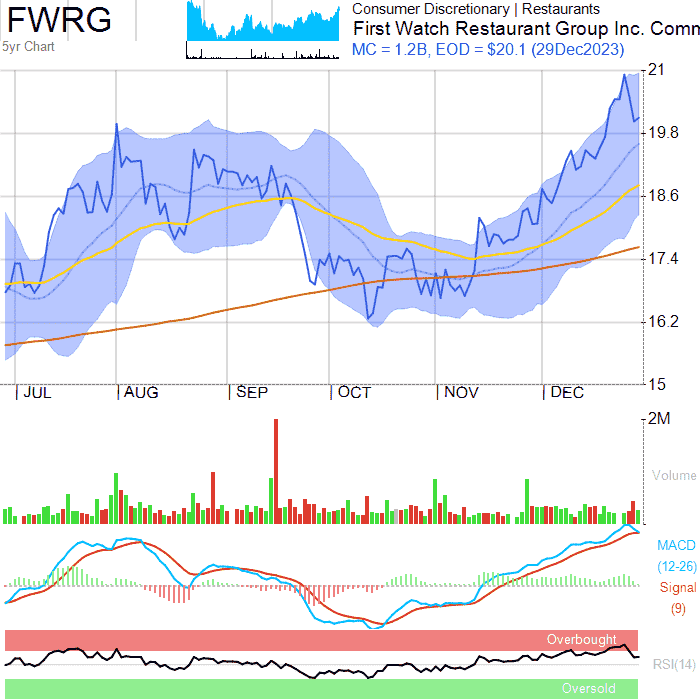 FWRG
5yr Chart
Consumer Discretionary | Restaurants
First Watch Restaurant Group Inc. Comn
MC = 1.2B, EOD = $20.1 (29Dec2023)
21
19.8
18.6
17.4
16.2
15
JUL AUG SEP OCT NOV DEC
2M
Volume
MACD
(12-26)
Signal
(9)
Overbought
RSI(14)
Oversold